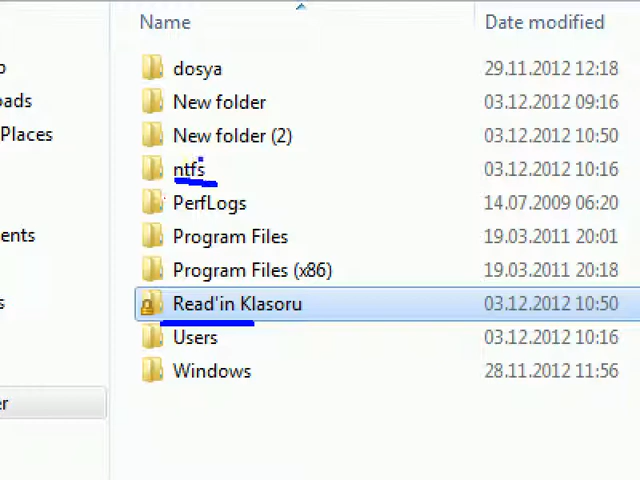 Name Date modified
dosya 29.11.2012 12:18
oads New folder 03.12.2012 09:16
Places New folder (2) 03.12.2012 10:50
ntfs 03.12.2012 10:16
PerfLogs 14.07.2009 06:20
ents Program Files 19.03.2011 20:01
Program Files (x86) 19.03.2011 20:18
s Read'in Klasoru 03.12.2012 10:50
Users 03.12.2012 10:16
Windows 28.11.2012 11:56
er